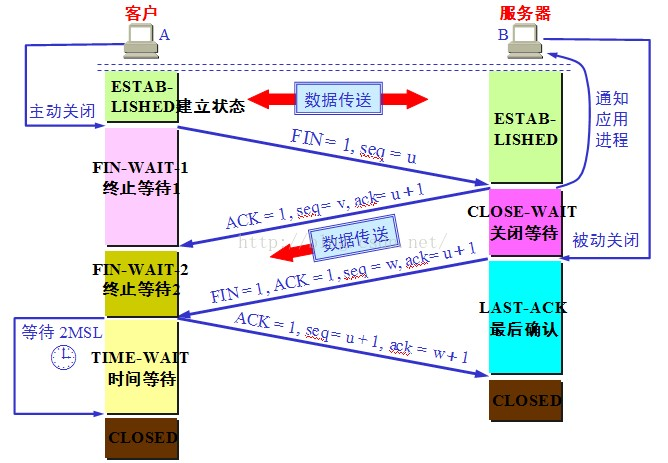 客户
服务器
A
B
ESTAB-
LISHED建立状态
数据传送
通知
应用
进程
主动关闭
FIN= 1, seq = u
ESTAB-
LISHED
FIN-WAIT-1
终止等待1
ACK = 1, seq= v, ack= u+1
CLOSE-WAIT
关闭等待
数据传送
被动关闭
FIN-WAIT-2
终止等待2
FIN=1, ACK= 1, seq = w, ack= u+1
LAST-ACK
最后确认
等待 2MSL
ACK= 1, seq= u+1, ack = w+1
TIME-WAIT
时间等待
CLOSED
CLOSED